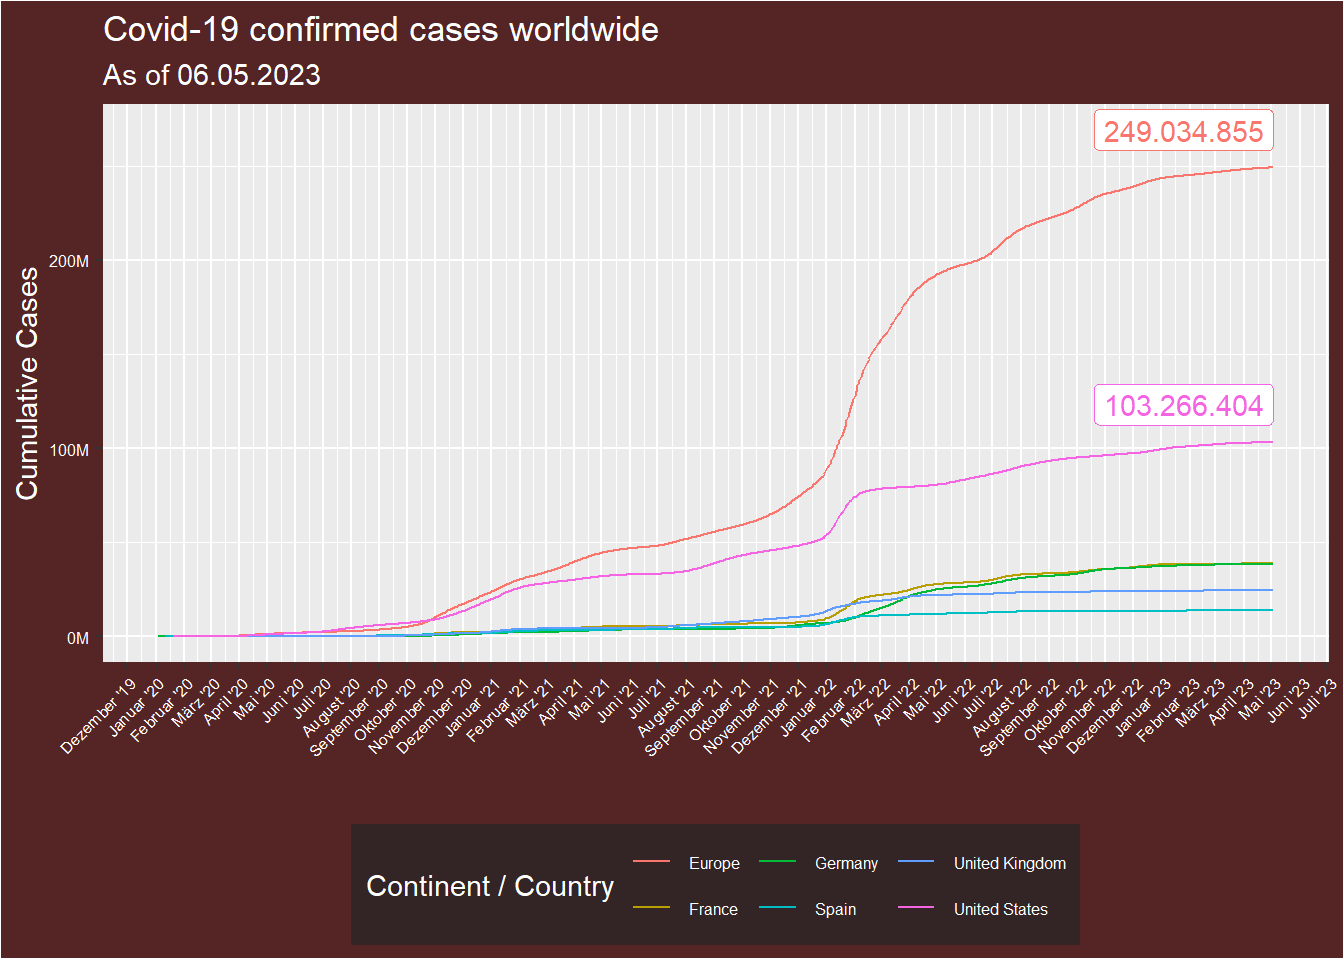 Covid-19 confirmed cases worldwide
As of 06.05.2023
249.034.855
103.266.404
Cumulative Cases
200M
100M
0M
Dezember '19
Januar '20
Februar '20
März '20
April '20
Mai '20
Juni '20
Juli '20
August '20
September '20
Oktober '20
November '20
Dezember '20
Januar '21
Februar '21
März '21
April '21
Mai '21
Juni '21
Juli '21
August '21
September '21
Oktober '21
November '21
Dezember '21
Januar '22
Februar '22
März '22
April '22
Mai '22
Juni '22
Juli '22
August '22
September '22
Oktober '22
November '22
Dezember '22
Januar '23
Februar '23
März '23
April '23
Mai '23
Juni '23
Juli '23
Continent / Country
Europe
Germany
United Kingdom
France
Spain
United States